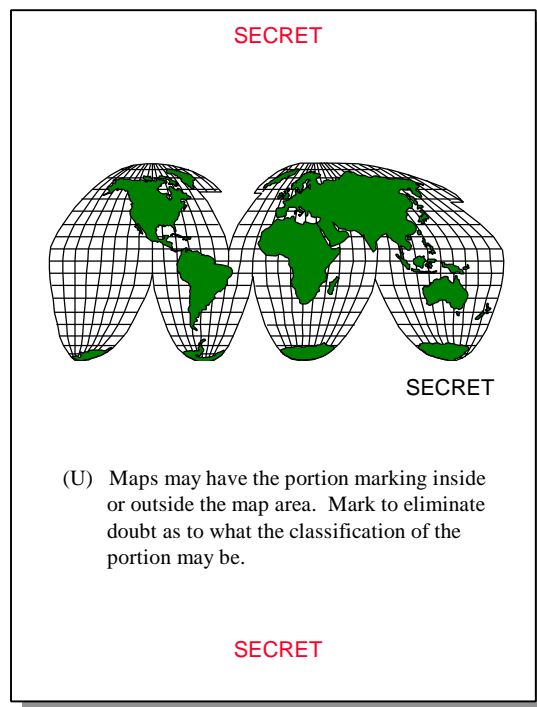 SECRET
SECRET
(U) Maps may have the portion marking inside
or outside the map area. Mark to eliminate
doubt as to what the classification of the
portion may be.
SECRET